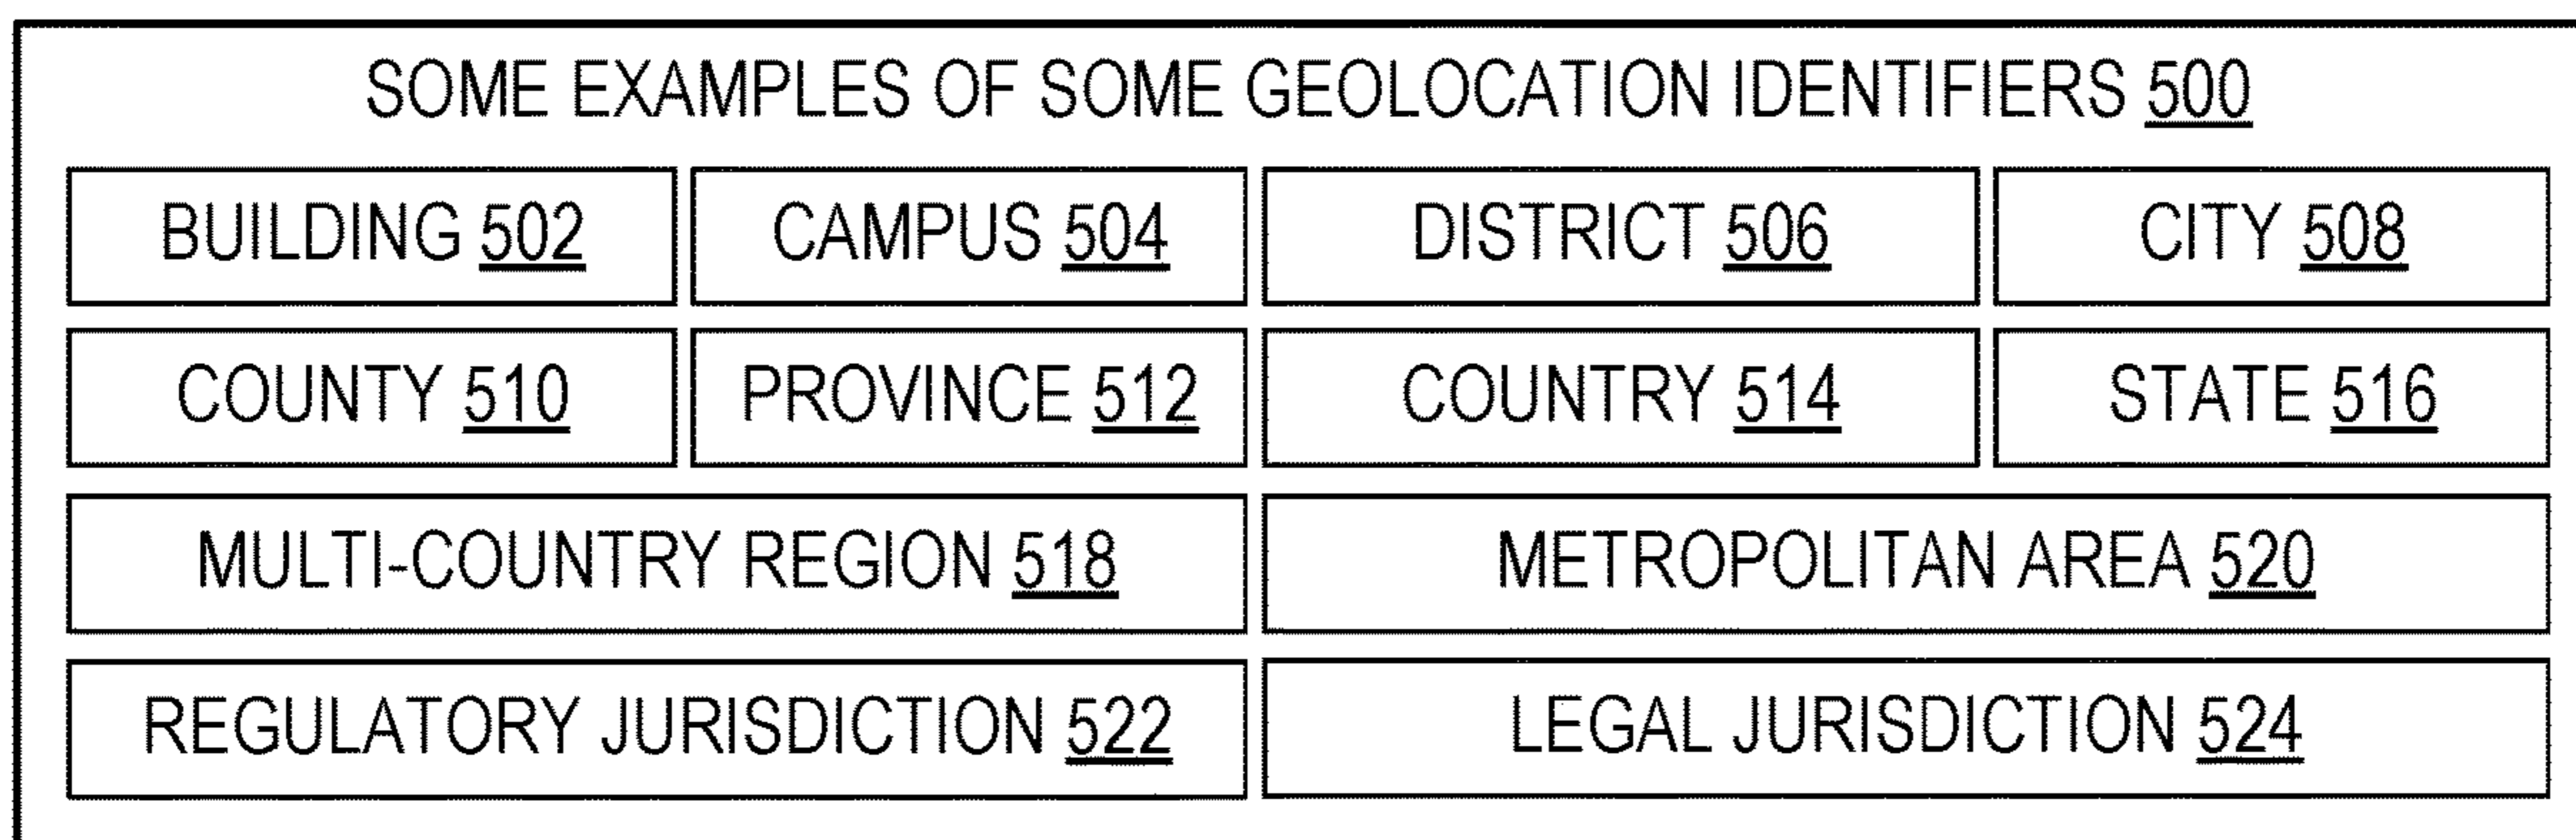 SOME EXAMPLES OF SOME GEOLOCATION IDENTIFIERS 500
BUILDING 502 CAMPUS 504 DISTRICT 506 CITY 508
COUNTY 510 PROVINCE 512 COUNTRY 514 STATE 516
MULTI-COUNTRY REGION 518 METROPOLITAN AREA 520
REGULATORY JURISDICTION 522 LEGAL JURISDICTION 524